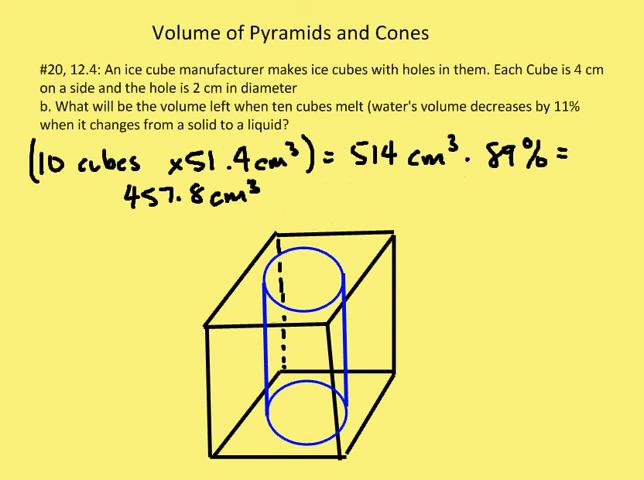 Volume of Pyramids and Cones
#20, 12.4: An ice cube manufacturer makes ice cubes with holes in them. Each Cube is 4 cm
on a side and the hole is 2 cm in diameter
b. What will be the volume left when ten cubes melt (water's volume decreases by 11%
when it changes from a solid to a liquid?
(10 cubes x51.4cm³) = 514 cm³. 89% =
457.8cm³